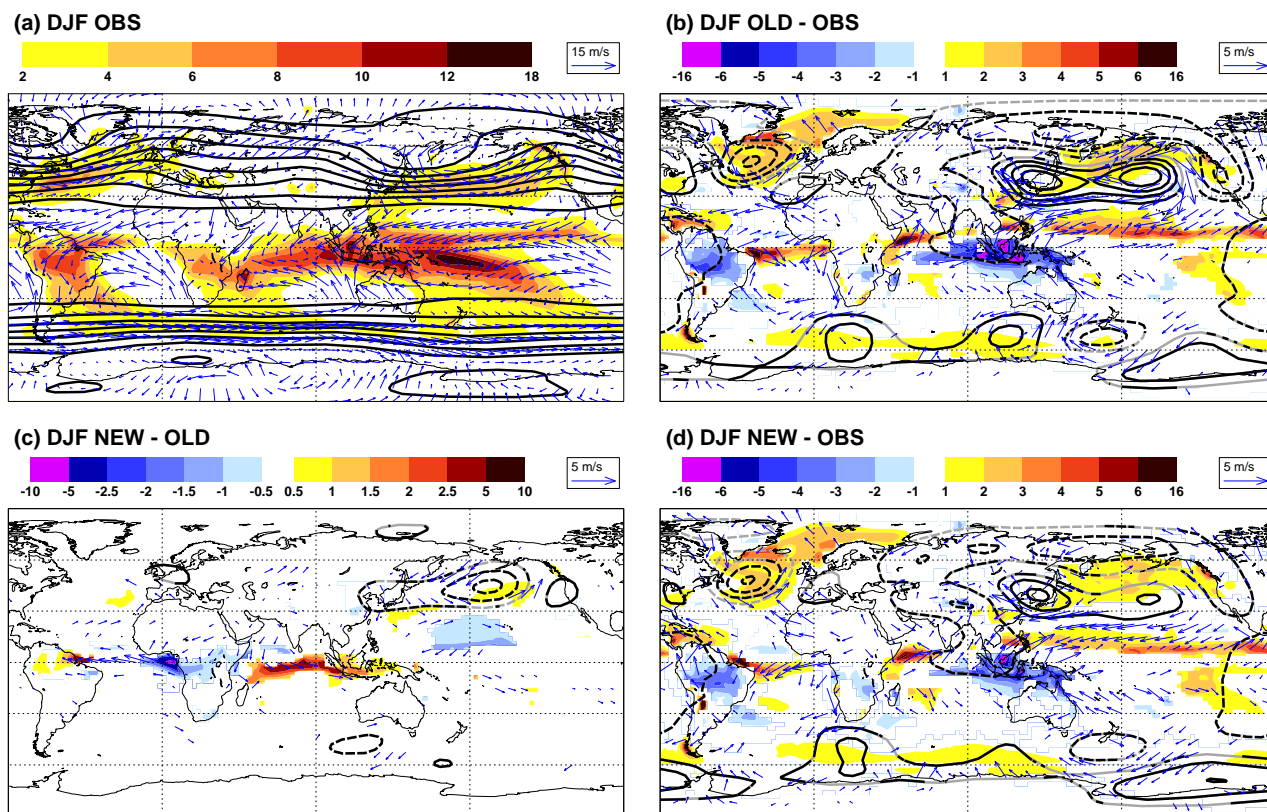 (a) DJF OBS
15 m/s
2 4 6 8 10 12 18
(b) DJF OLD - OBS
5 m/s
-16 -6 -5 -4 -3 -2 -1 1 2 3 4 5 6 16
(c) DJF NEW - OLD
5 m/s
-10 -5 -2.5 -2 -1.5 -1 -0.5 0.5 1 1.5 2 2.5 5 10
(d) DJF NEW - OBS
5 m/s
-16 -6 -5 -4 -3 -2 -1 1 2 3 4 5 6 16